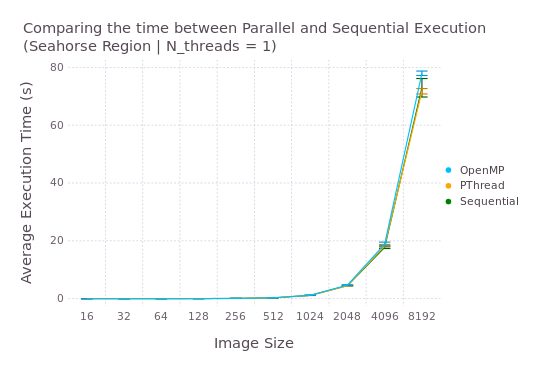 Comparing the time between Parallel and Sequential Execution
(Seahorse Region | N_threads = 1)
Average Execution Time (s)
80
60
40
20
0
16 32 64 128 256 512 1024 2048 4096 8192
Image Size
OpenMP
PThread
Sequential